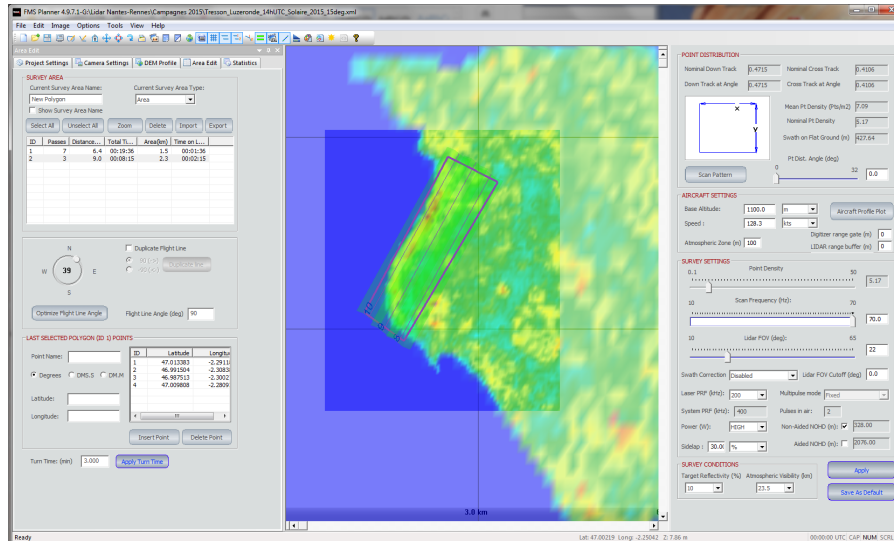 FMS Planner 4.9.7.1-G:\Lidar Nantes-Rennes\Campagnes 2015\Tresson_Luzeronde_14hUTC_Solaire_2015_15deg.xml
File Edit Image Projects Tools Help
Area Edit
Project Settings Camera Settings DEM Profile Area Edit Statistics
SURVEY AREA
Current Survey Area Name: Current Survey Area Type:
New Polygon Area
Show Survey Area Name
Select All Unselect All Zoom Delete Import Export
ID Passes Distance... Total Ti... Area(km) Time on L...
1 7 6.4 00:19:36 1.5 00:01:36
2 3 9.0 00:08:15 2.3 00:02:15
N
W 39 E
S
Duplicate Flight Line
Optimize Flight Line Angle Flight Line Angle (deg) 90
LAST SELECTED POLYGON (ID 1) POINTS
Point Name:
Degrees DMS.S DM.M
Latitude:
Longitude:
ID Latitude Longitu
1 47.013383 -2.29111
2 46.991504 -2.30838
3 46.987513 -2.3002
4 47.009808 -2.2809
Insert Point Delete Point
Turn Time: (min) 3.000 Apply Turn Time
10
9
8
3.0 km
POINT DISTRIBUTION
Nominal Down Track 0.4715 Nominal Cross Track 0.4106
Down Track at Angle 0.4715 Cross Track at Angle 0.4106
X
Y
Mean Pt Density (Pts/m2) 7.09
Nominal Pt Density 5.17
Swath on Flat Ground (m) 427.64
Pt Dist. Angle (deg)
0 32 0.0
Scan Pattern
AIRCRAFT SETTINGS
Base Altitude: 1100.0 m Aircraft Profile Plot
Speed : 128.3 kts
Digitizer range gate (m) 0
Atmospheric Zone (m) 100 LIDAR range buffer (m) 0
SURVEY SETTINGS
Point Density
0.1 50 5.17
Scan Frequency (Hz):
10 70 70.0
Lidar FOV (deg):
10 65 22
Swath Correction Disabled Lidar FOV Cutoff (deg) 0.0
Laser PRF (kHz): 200 Multipulse mode Fixed
System PRF (kHz): 400 Pulses in air: 2
Power (W): HIGH Non-Aided NOHD (m): 328.00
Sidelap : 30.0 % Aided NOHD (m): 2076.00
SURVEY CONDITIONS
Target Reflectivity (%) Atmospheric Visibility (km)
10 23.5
Apply
Save As Default
Ready Lat: 47.00219 Long: -2.25042 Z: 7.86 m 00:00:00 UTC CAP NUM SCRL